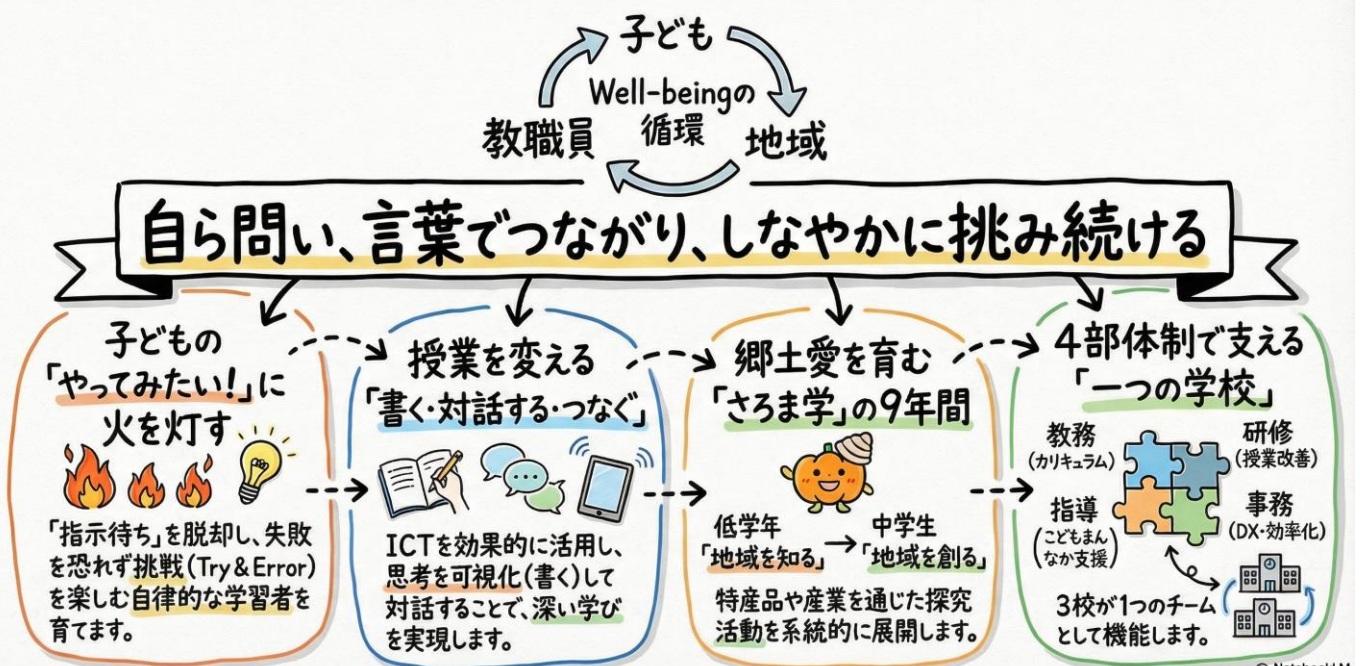 子ども
Well-beingの
循環
教職員
地域
自ら問い、言葉でつながり、しなやかに挑み続ける
子どもの
「やってみたい!」に
火を灯す
「指示待ち」を脱却し、失敗
を恐れず挑戦(Try&Error)
を楽しむ自律的な学習者を
育てます。
授業を変える
「書く・対話する・つなぐ」
ICTを効果的に活用し、
思考を可視化(書く)して
対話することで、深い学び
を実現します。
郷土愛を育む
「さろま学」の9年間
低学年
「地域を知る」
中学生
「地域を創る」
特産品や産業を通じた探究
活動を系統的に展開します。
4部体制で支える
「一つの学校」
教務
(カリキュラム)
研修
(授業改善)
指導
(こどもまん
なか支援)
事務
(DX・効率化)
3校が1つのチーム
として機能します。